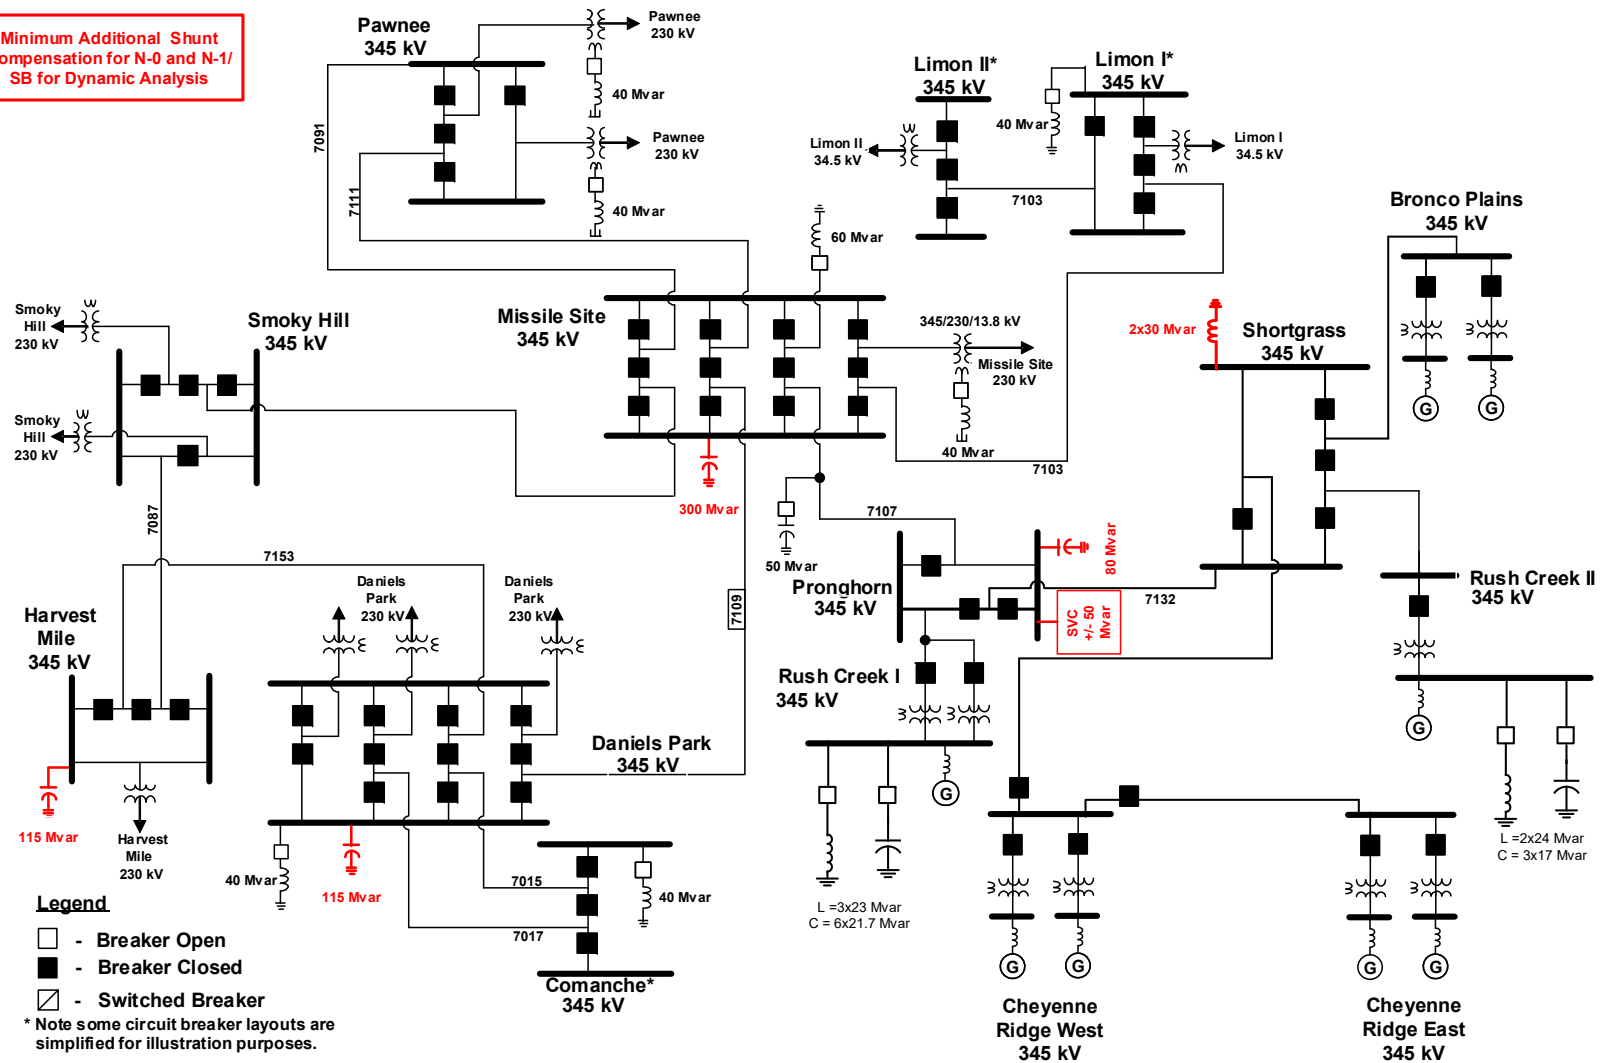 Minimum Additional Shunt
Compensation for N-0 and N-1/
SB for Dynamic Analysis
Pawnee
345 kV
Pawnee
230 kV
40 Mvar
Pawnee
230 kV
40 Mvar
7091
7111
Limon II*
345 kV
Limon I*
345 kV
40 Mvar
Limon II
34.5 kV
Limon I
34.5 kV
7103
60 Mvar
Bronco Plains
345 kV
G
G
Smoky
Hill
230 kV
Smoky Hill
345 kV
Smoky
Hill
230 kV
Missile Site
345 kV
345/230/13.8 kV
Missile Site
230 kV
40 Mvar
7103
300 Mvar
2x30 Mvar
Shortgrass
345 kV
7087
7153
50 Mvar
7107
80 Mvar
Pronghorn
345 kV
SVC
+/- 50
Mvar
7132
Rush Creek II
345 kV
G
L =2x24 Mvar
C = 3x17 Mvar
Harvest
Mile
345 kV
115 Mvar
Harvest
Mile
230 kV
Daniels
Park
230 kV
Daniels
Park
230 kV
7109
Daniels Park
345 kV
40 Mvar
115 Mvar
7015
7017
40 Mvar
Comanche*
345 kV
Rush Creek I
345 kV
G
L =3x23 Mvar
C = 6x21.7 Mvar
G
G
Cheyenne
Ridge West
345 kV
G
G
Cheyenne
Ridge East
345 kV
Legend
- Breaker Open
- Breaker Closed
- Switched Breaker
* Note some circuit breaker layouts are
simplified for illustration purposes.